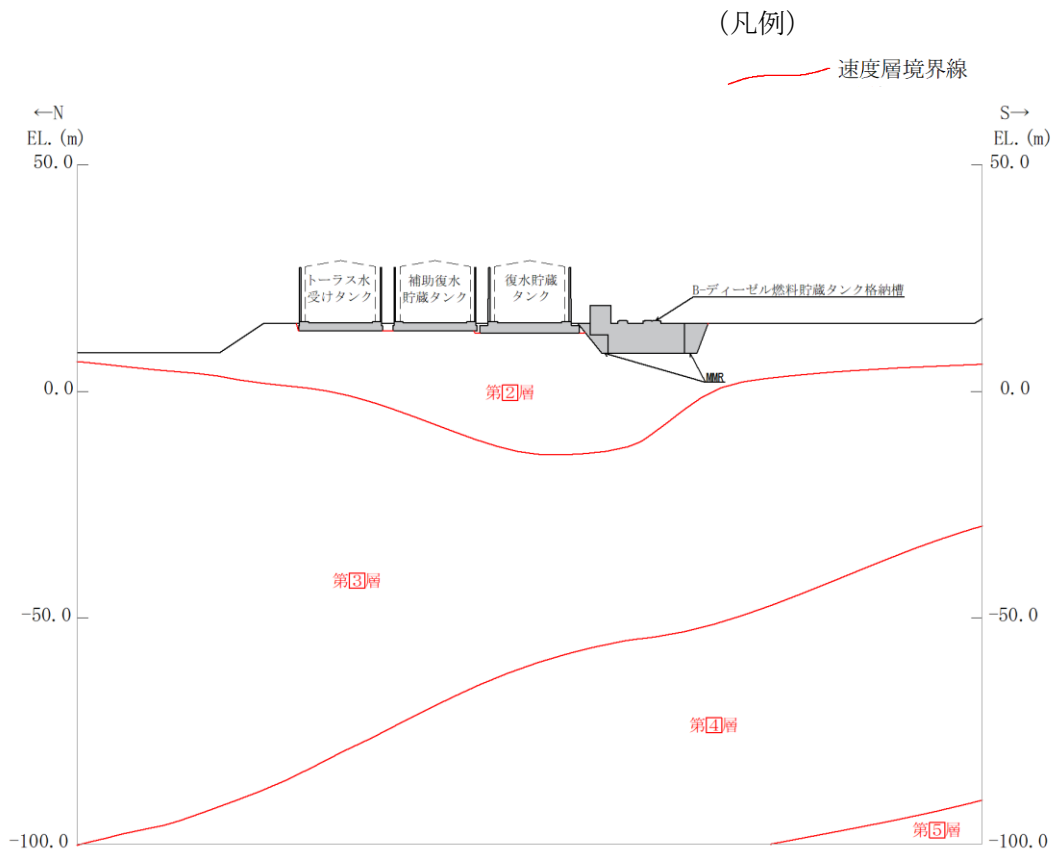 (凡例)
速度層境界線
←N
EL.(m)
S→
EL.(m)
50.0
50.0
トーラス水
受けタンク
補助復水
貯蔵タンク
復水貯蔵
タンク
B-ディーゼル燃料貯蔵タンク格納槽
MMR
0.0
0.0
第②層
第③層
-50.0
-50.0
第④層
第⑤層
-100.0
-100.0